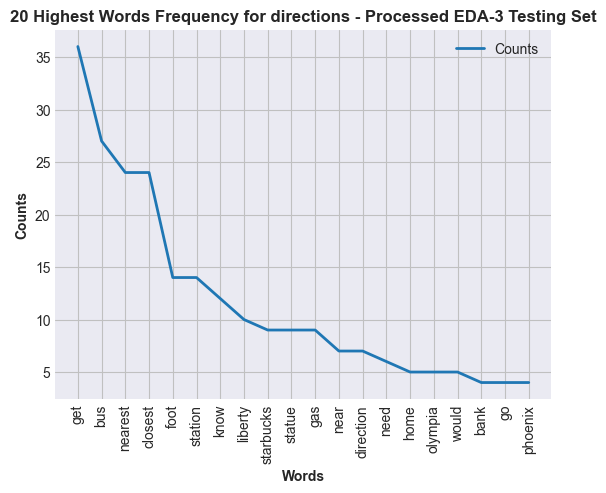 20 Highest Words Frequency for directions - Processed EDA-3 Testing Set
Counts
35
30
25
20
15
10
5
Counts
get
bus
nearest
closest
foot
station
know
liberty
starbucks
statue
gas
near
direction
need
home
olympia
would
bank
go
phoenix
Words